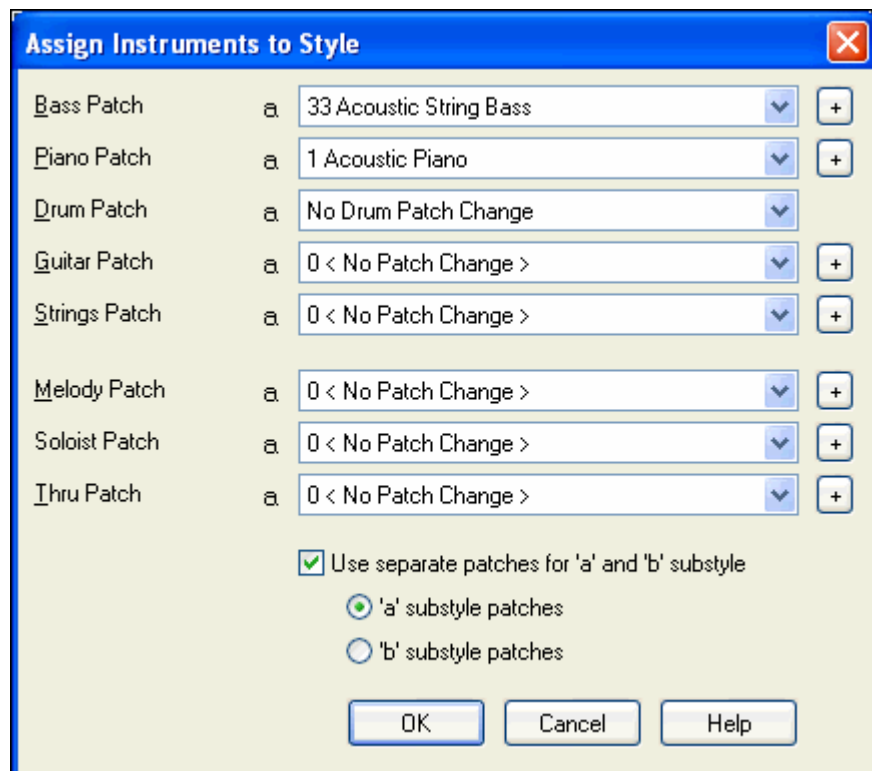 Assign Instruments to Style
Bass Patch a 33 Acoustic String Bass +
Piano Patch a 1 Acoustic Piano +
Drum Patch a No Drum Patch Change
Guitar Patch a 0 < No Patch Change > +
Strings Patch a 0 < No Patch Change > +
Melody Patch a 0 < No Patch Change > +
Soloist Patch a 0 < No Patch Change > +
Thru Patch a 0 < No Patch Change > +
Use separate patches for 'a' and 'b' substyle
'a' substyle patches
'b' substyle patches
OK Cancel Help